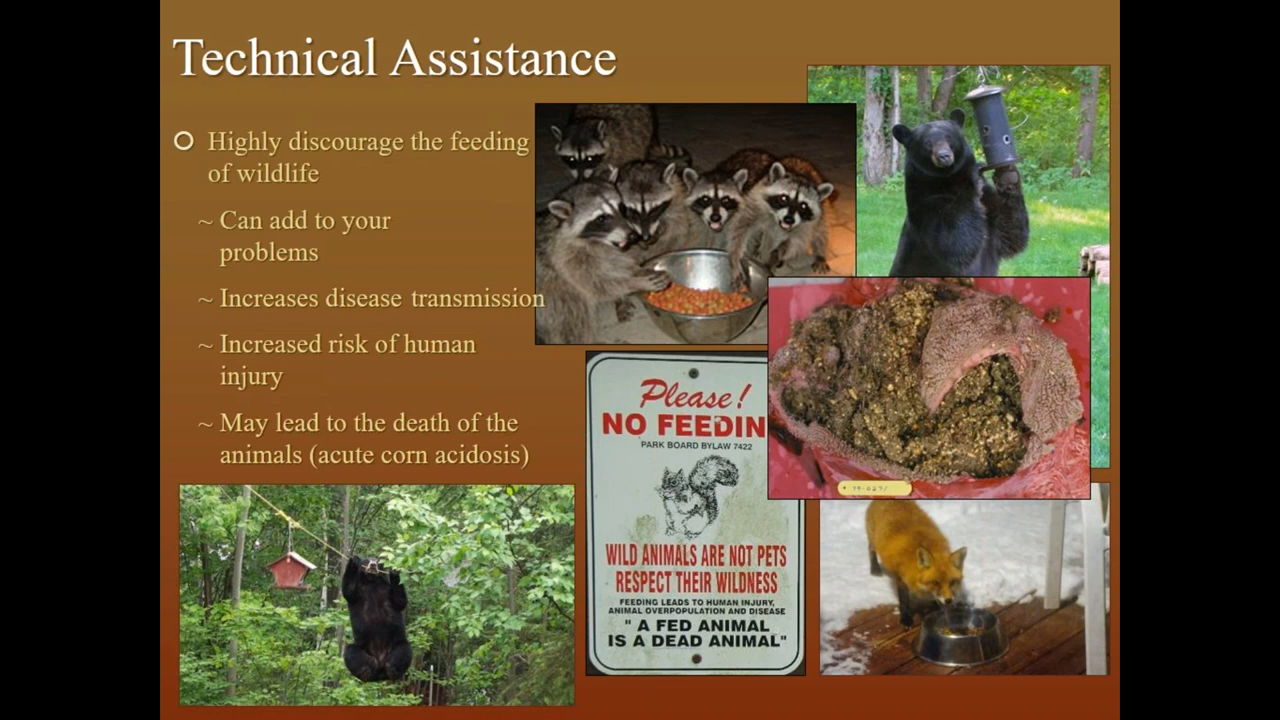 Technical Assistance
Highly discourage the feeding
of wildlife
~ Can add to your
problems
~ Increases disease transmission
~ Increased risk of human
injury
~ May lead to the death of the
animals (acute corn acidosis)
Please!
NO FEEDIN
PARK BOARD BYLAW 7422
WILD ANIMALS ARE NOT PETS
RESPECT THEIR WILDNESS
FEEDING LEADS TO HUMAN INJURY,
ANIMAL OVERPOPULATION AND DISEASE
" A FED ANIMAL
IS A DEAD ANIMAL"